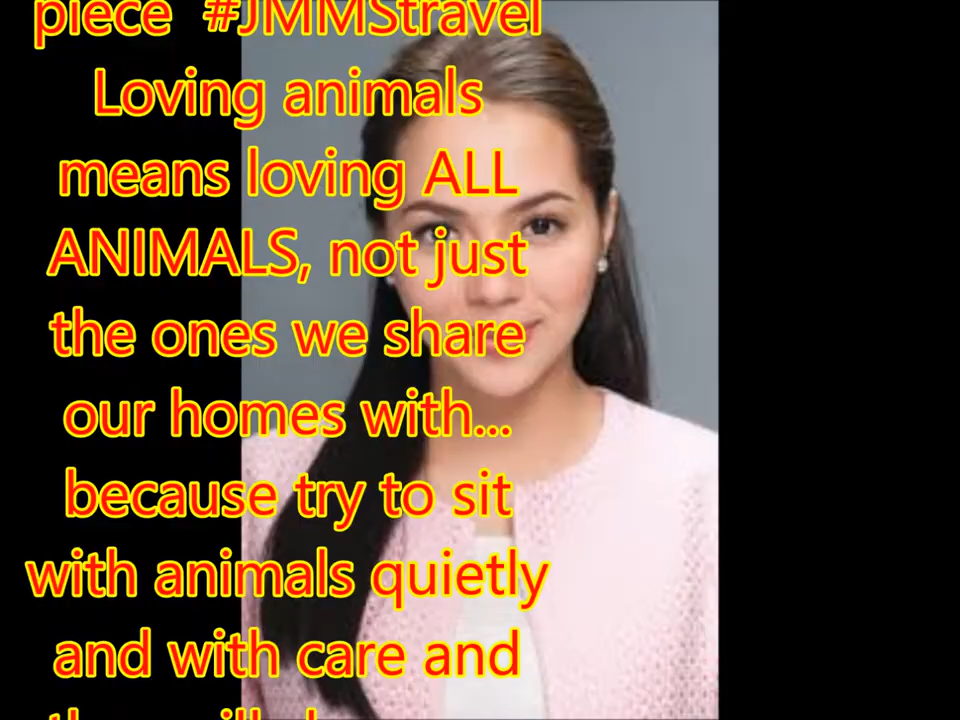 piece #JMMStravel
Loving animals
means loving ALL
ANIMALS, not just
the ones we share
our homes with...
because try to sit
with animals quietly
and with care and